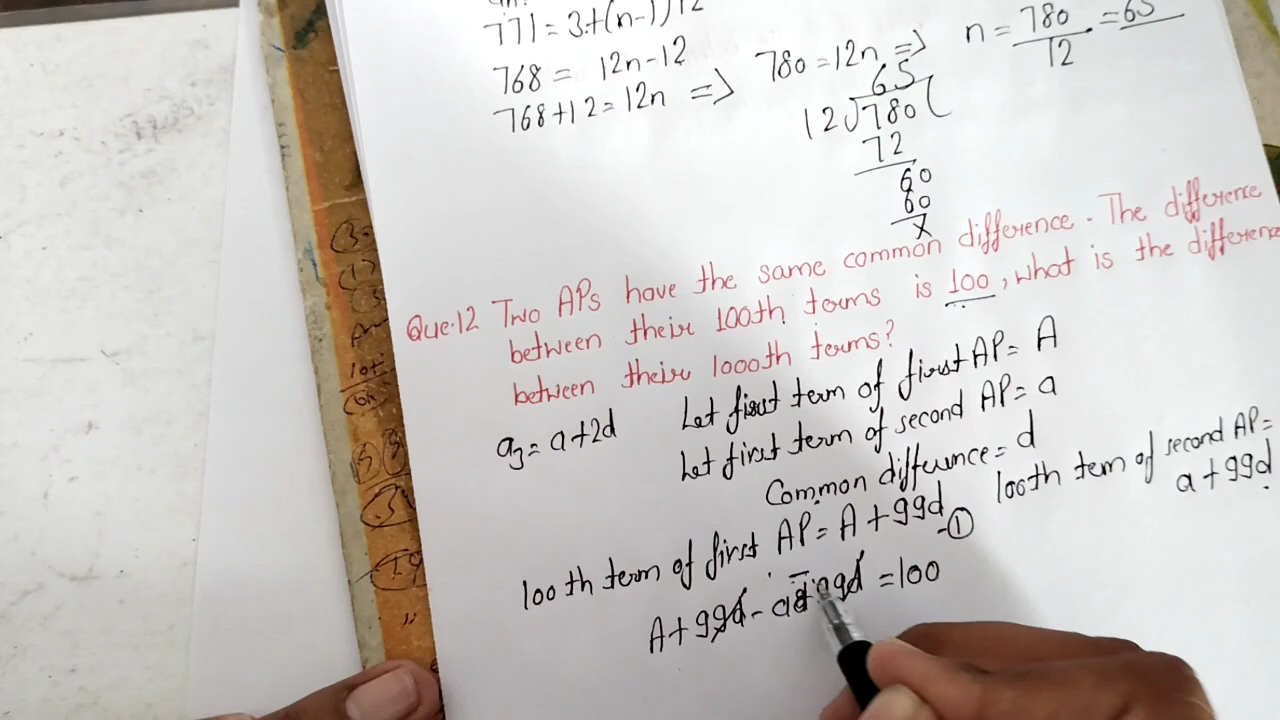 771 = 3+(n-1)12
768 = 12n-12
768+12=12n => 780=12n => n = 780/12 = 65
65
12)780(
72
60
60
x
Que.12 Two APs have the same common difference. The difference
between their 100th terms is 100, what is the difference
between their 1000th terms?
a3 = a+2d
Let first term of first AP = A
Let first term of second AP = a
Common difference = d
100th term of first AP = A + 99d -①
100th term of second AP =
a + 99d
A + 99d - a - 99d = 100